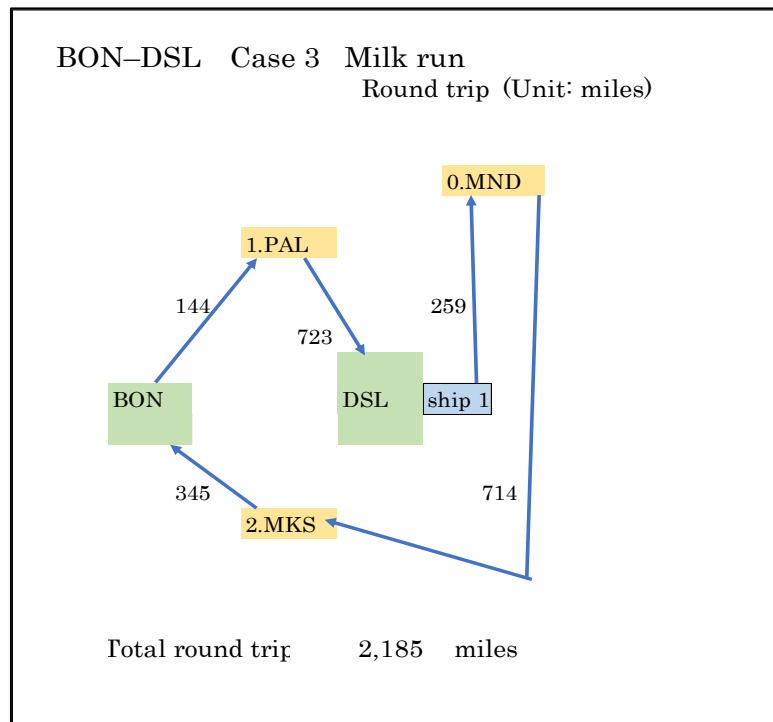 BON–DSL Case 3 Milk run
Round trip (Unit: miles)
0.MND
1.PAL
144
259
723
BON
DSL
ship 1
345
714
2.MKS
Total round trip 2,185 miles